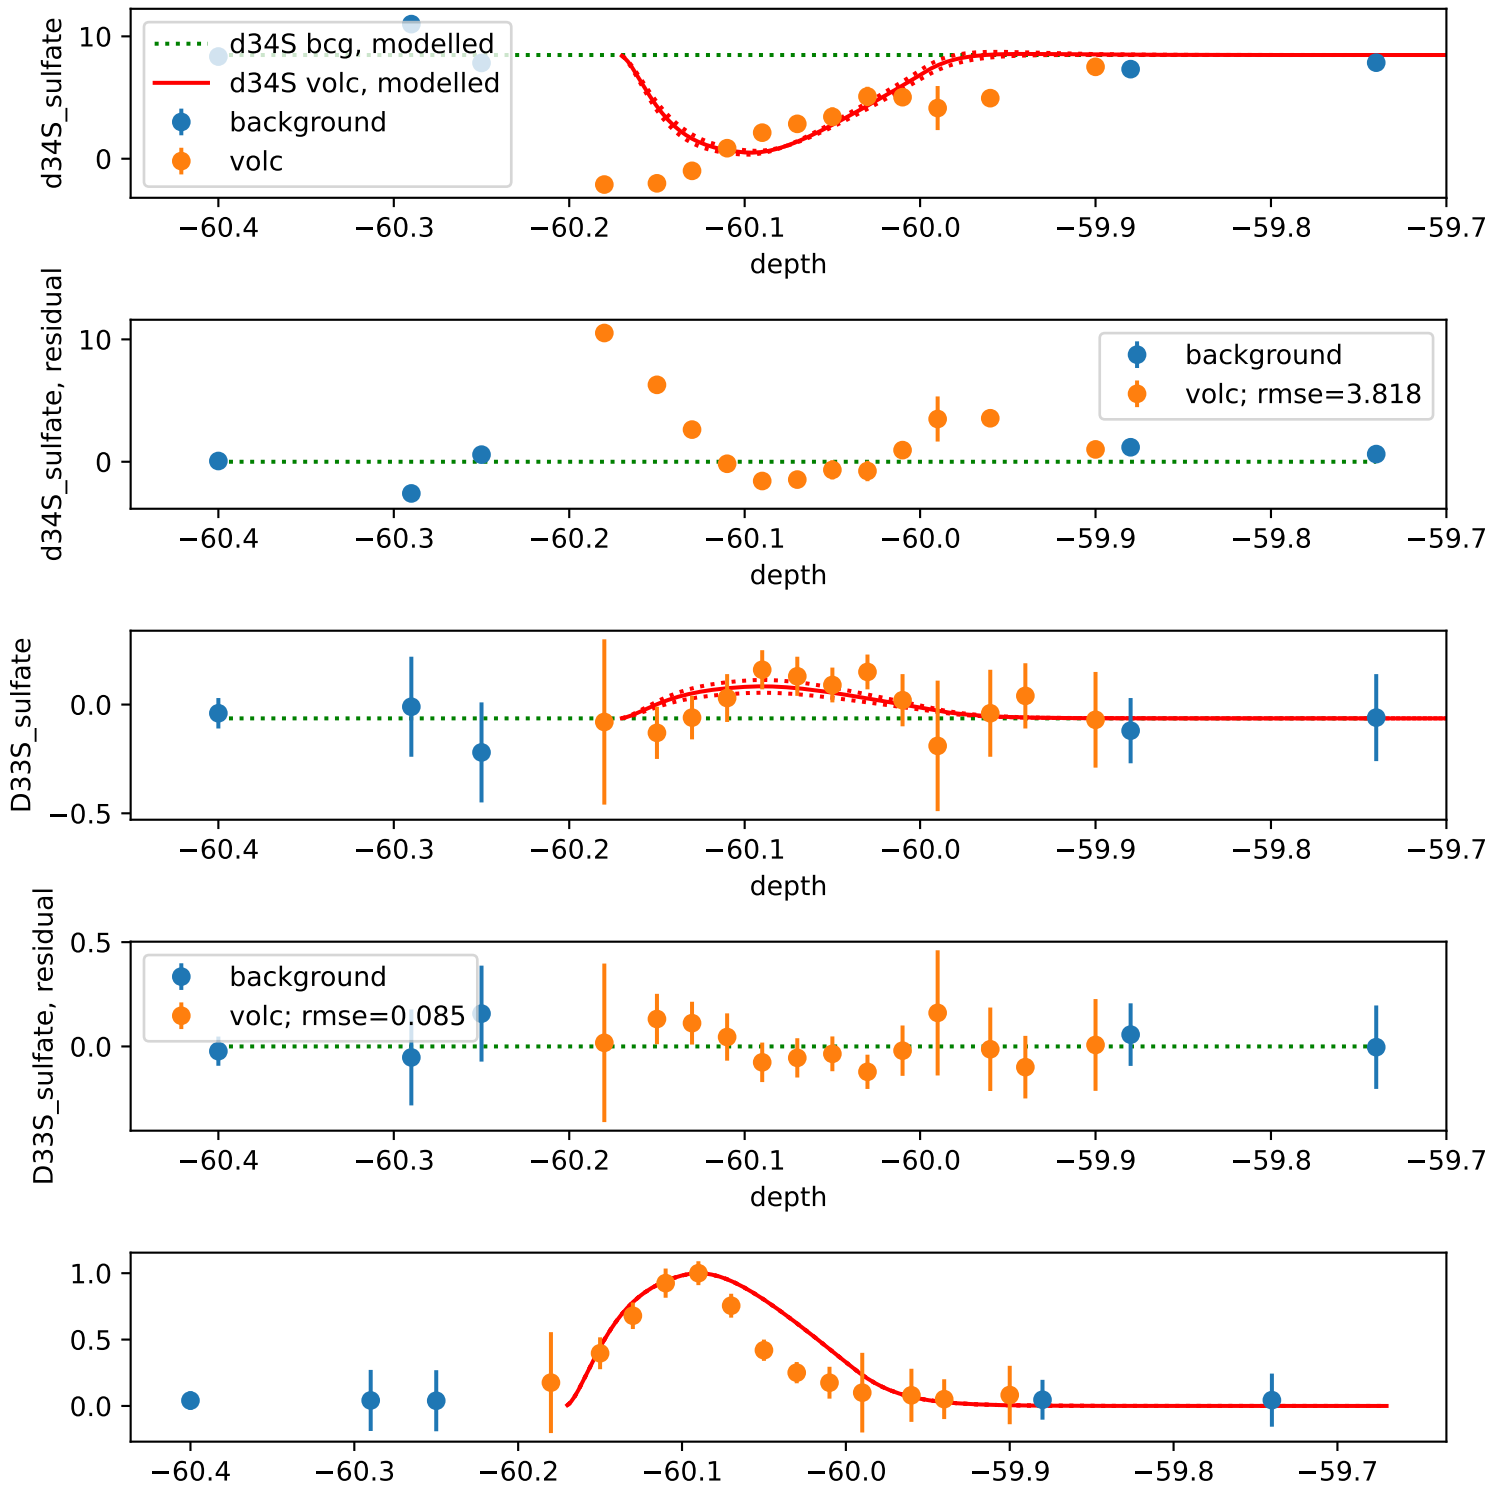 d34S_sulfate
10
0
d34S bcg, modelled
d34S volc, modelled
background
volc
−60.4 −60.3 −60.2 −60.1 −60.0 −59.9 −59.8 −59.7
depth
d34S_sulfate, residual
10
0
background
volc; rmse=3.818
−60.4 −60.3 −60.2 −60.1 −60.0 −59.9 −59.8 −59.7
depth
D33S_sulfate
0.0
−0.5
−60.4 −60.3 −60.2 −60.1 −60.0 −59.9 −59.8 −59.7
depth
D33S_sulfate, residual
0.5
0.0
background
volc; rmse=0.085
−60.4 −60.3 −60.2 −60.1 −60.0 −59.9 −59.8 −59.7
depth
1.0
0.5
0.0
−60.4 −60.3 −60.2 −60.1 −60.0 −59.9 −59.8 −59.7